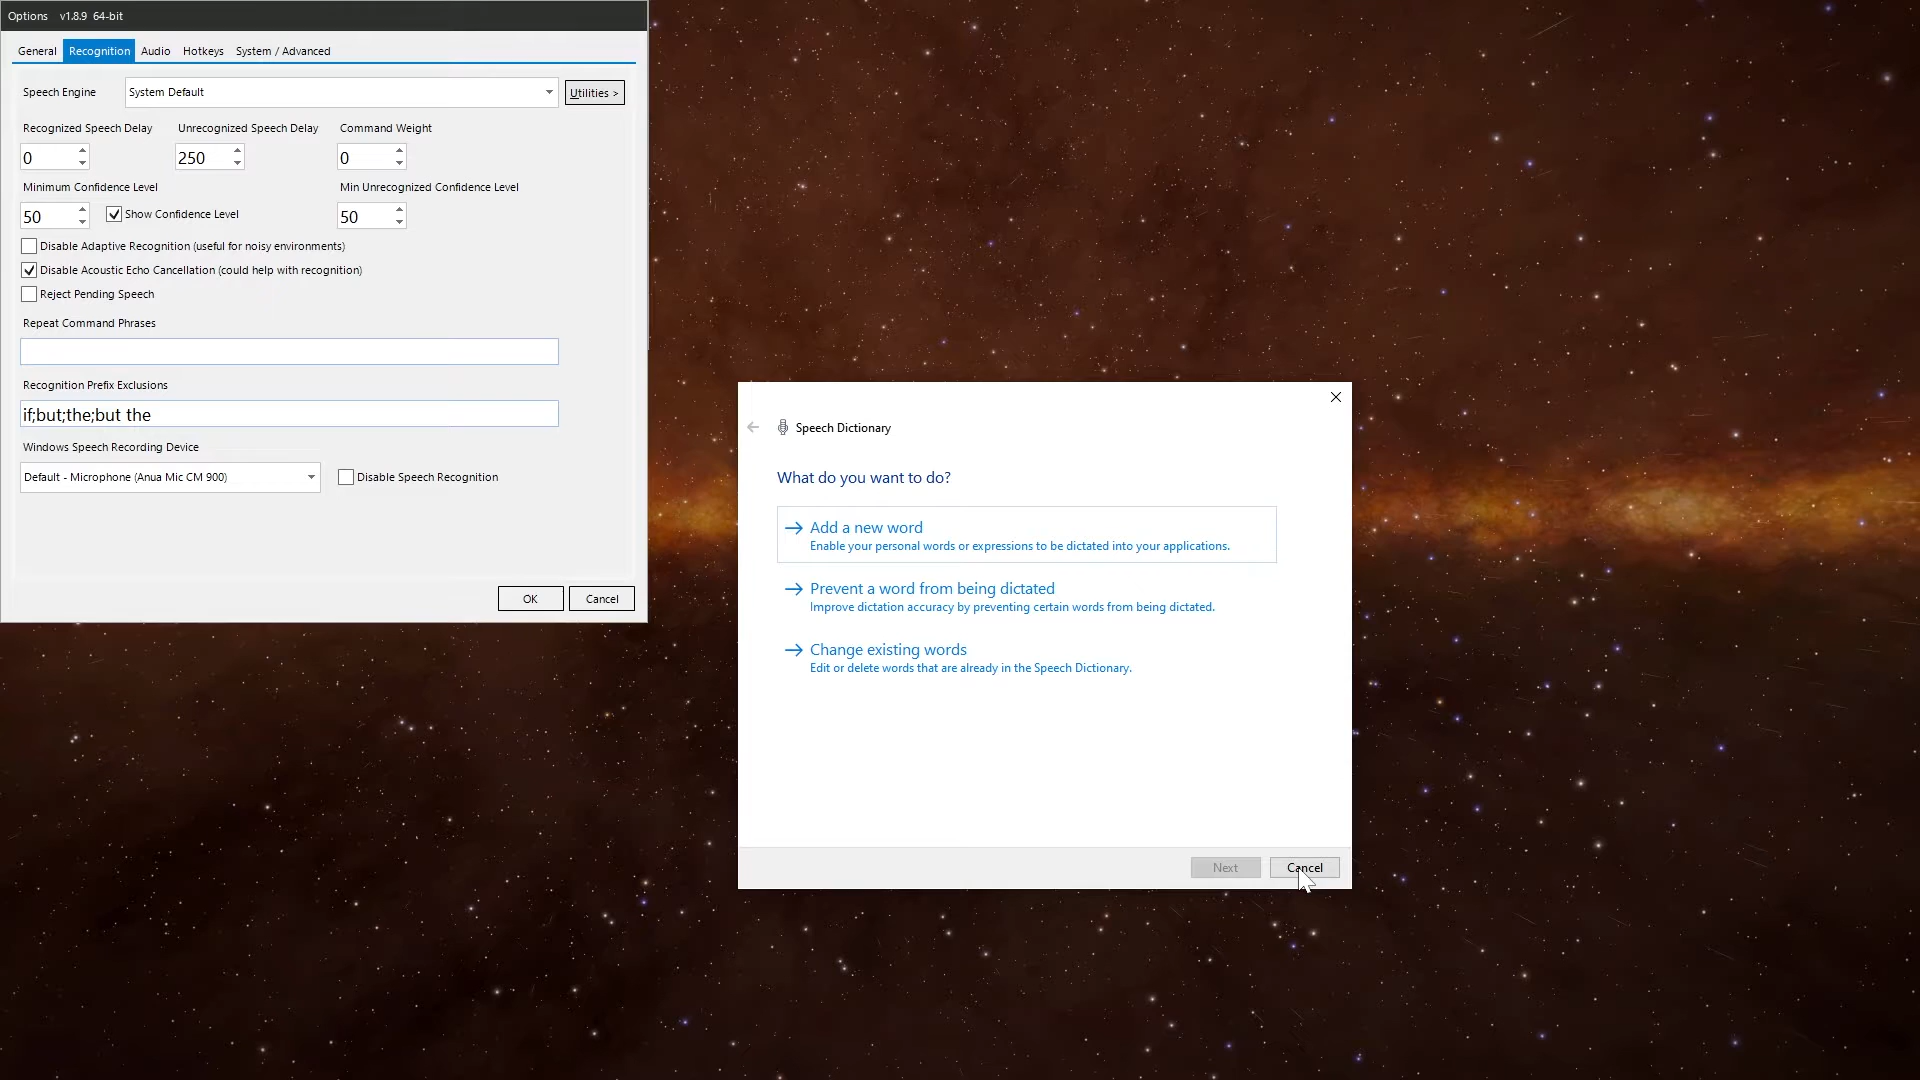 Options v1.8.9 64-bit
General Recognition Audio Hotkeys System / Advanced
Speech Engine System Default Utilities >
Recognized Speech Delay Unrecognized Speech Delay Command Weight
0 250 0
Minimum Confidence Level Min Unrecognized Confidence Level
50 Show Confidence Level 50
Disable Adaptive Recognition (useful for noisy environments)
Disable Acoustic Echo Cancellation (could help with recognition)
Reject Pending Speech
Repeat Command Phrases
Recognition Prefix Exclusions
if;but;the;but the
Windows Speech Recording Device
Default - Microphone (Anua Mic CM 900) Disable Speech Recognition
OK Cancel
Speech Dictionary
What do you want to do?
Add a new word
Enable your personal words or expressions to be dictated into your applications.
Prevent a word from being dictated
Improve dictation accuracy by preventing certain words from being dictated.
Change existing words
Edit or delete words that are already in the Speech Dictionary.
Next Cancel